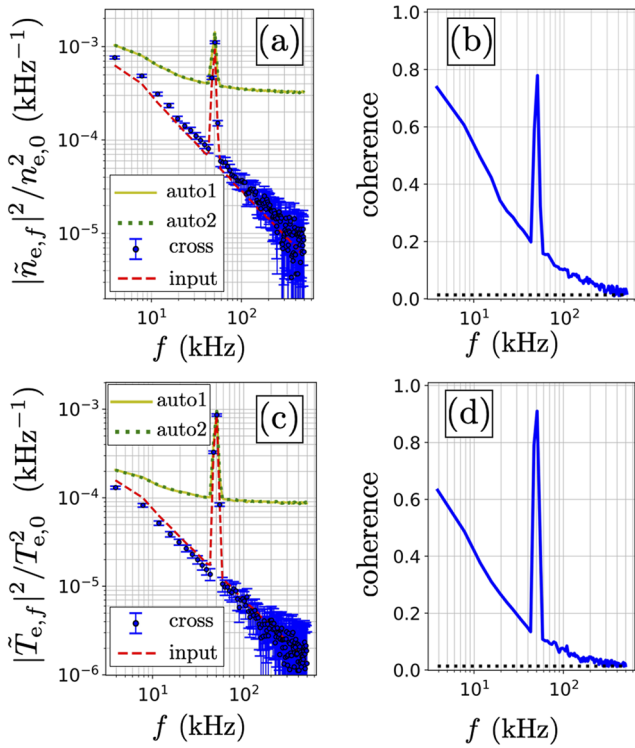 (a)
|ñ_{e,f}|²/n²_{e,0} (kHz⁻¹)
10⁻³
10⁻⁴
10⁻⁵
auto1
auto2
cross
input
10¹ 10²
f (kHz)
(b)
coherence
1.0
0.8
0.6
0.4
0.2
0.0
10¹ 10²
f (kHz)
(c)
|T̃_{e,f}|²/T²_{e,0} (kHz⁻¹)
10⁻³
10⁻⁴
10⁻⁵
10⁻⁶
auto1
auto2
cross
input
10¹ 10²
f (kHz)
(d)
coherence
1.0
0.8
0.6
0.4
0.2
0.0
10¹ 10²
f (kHz)